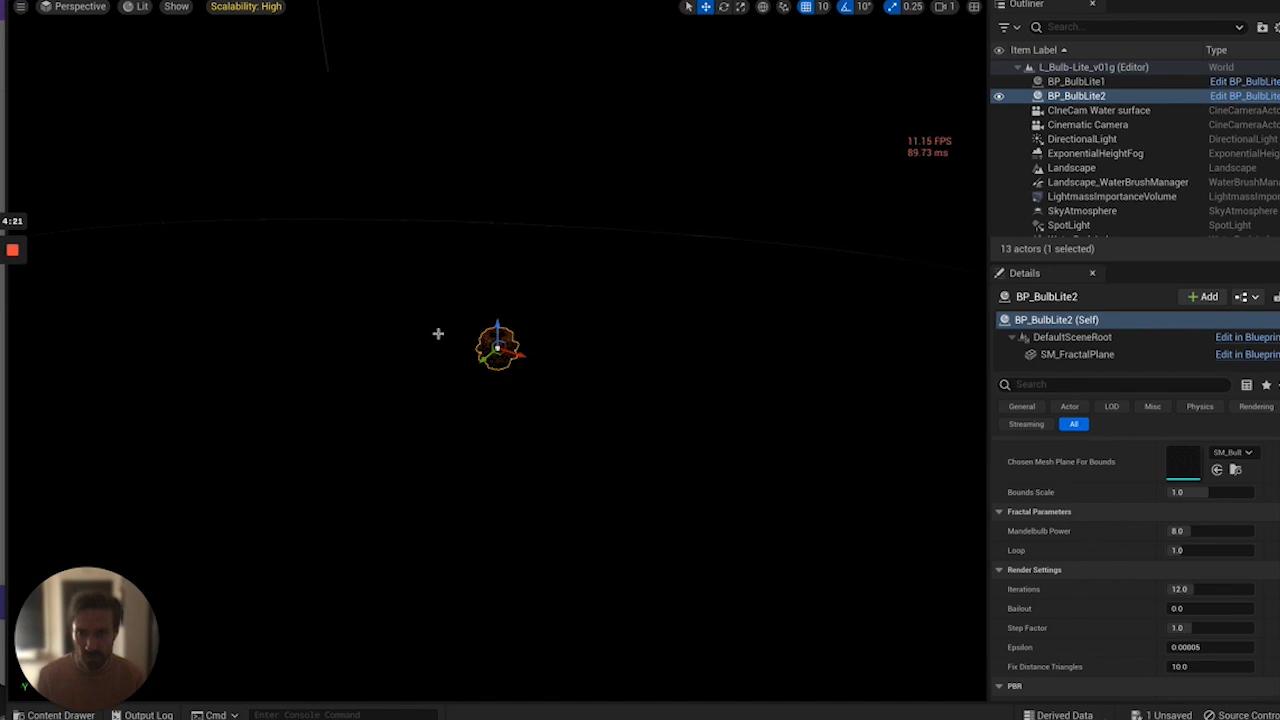 Perspective Lit Show Scalability: High 10 10° 0.25 1
11.15 FPS
89.73 ms
4:21
Outliner
Search...
Item Label Type
L_Bulb-Lite_v01g (Editor) World
BP_BulbLite1 Edit BP_BulbLite
BP_BulbLite2 Edit BP_BulbLite
CineCam Water surface CineCameraActo
Cinematic Camera CineCameraActo
DirectionalLight DirectionalLight
ExponentialHeightFog ExponentialHeig
Landscape Landscape
Landscape_WaterBrushManager WaterBrushMan
LightmassImportanceVolume LightmassImpor
SkyAtmosphere SkyAtmosphere
SpotLight SpotLight
13 actors (1 selected)
Details
BP_BulbLite2 Add
BP_BulbLite2 (Self)
DefaultSceneRoot Edit in Blueprin
SM_FractalPlane Edit in Blueprin
Search
General Actor LOD Misc Physics Rendering
Streaming All
Chosen Mesh Plane For Bounds SM_Bull
Bounds Scale 1.0
Fractal Parameters
Mandelbulb Power 8.0
Loop 1.0
Render Settings
Iterations 12.0
Bailout 0.0
Step Factor 1.0
Epsilon 0.00005
Fix Distance Triangles 10.0
PBR
Y
Content Drawer Output Log Cmd Enter Console Command Derived Data 1 Unsaved Source Contro